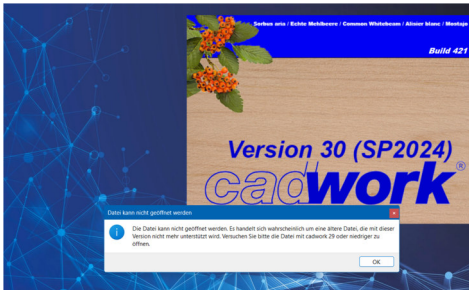 Sorbus aria / Echte Mehlbeere / Common Whitebeam / Alisier blanc / Mostajo
Build 421
Version 30 (SP2024)
cadwork®
Datei kann nicht geöffnet werden
Die Datei kann nicht geöffnet werden. Es handelt sich wahrscheinlich um eine ältere Datei, die mit dieser
Version nicht mehr unterstützt wird. Versuchen Sie bitte die Datei mit cadwork 29 oder niedriger zu
öffnen.
OK